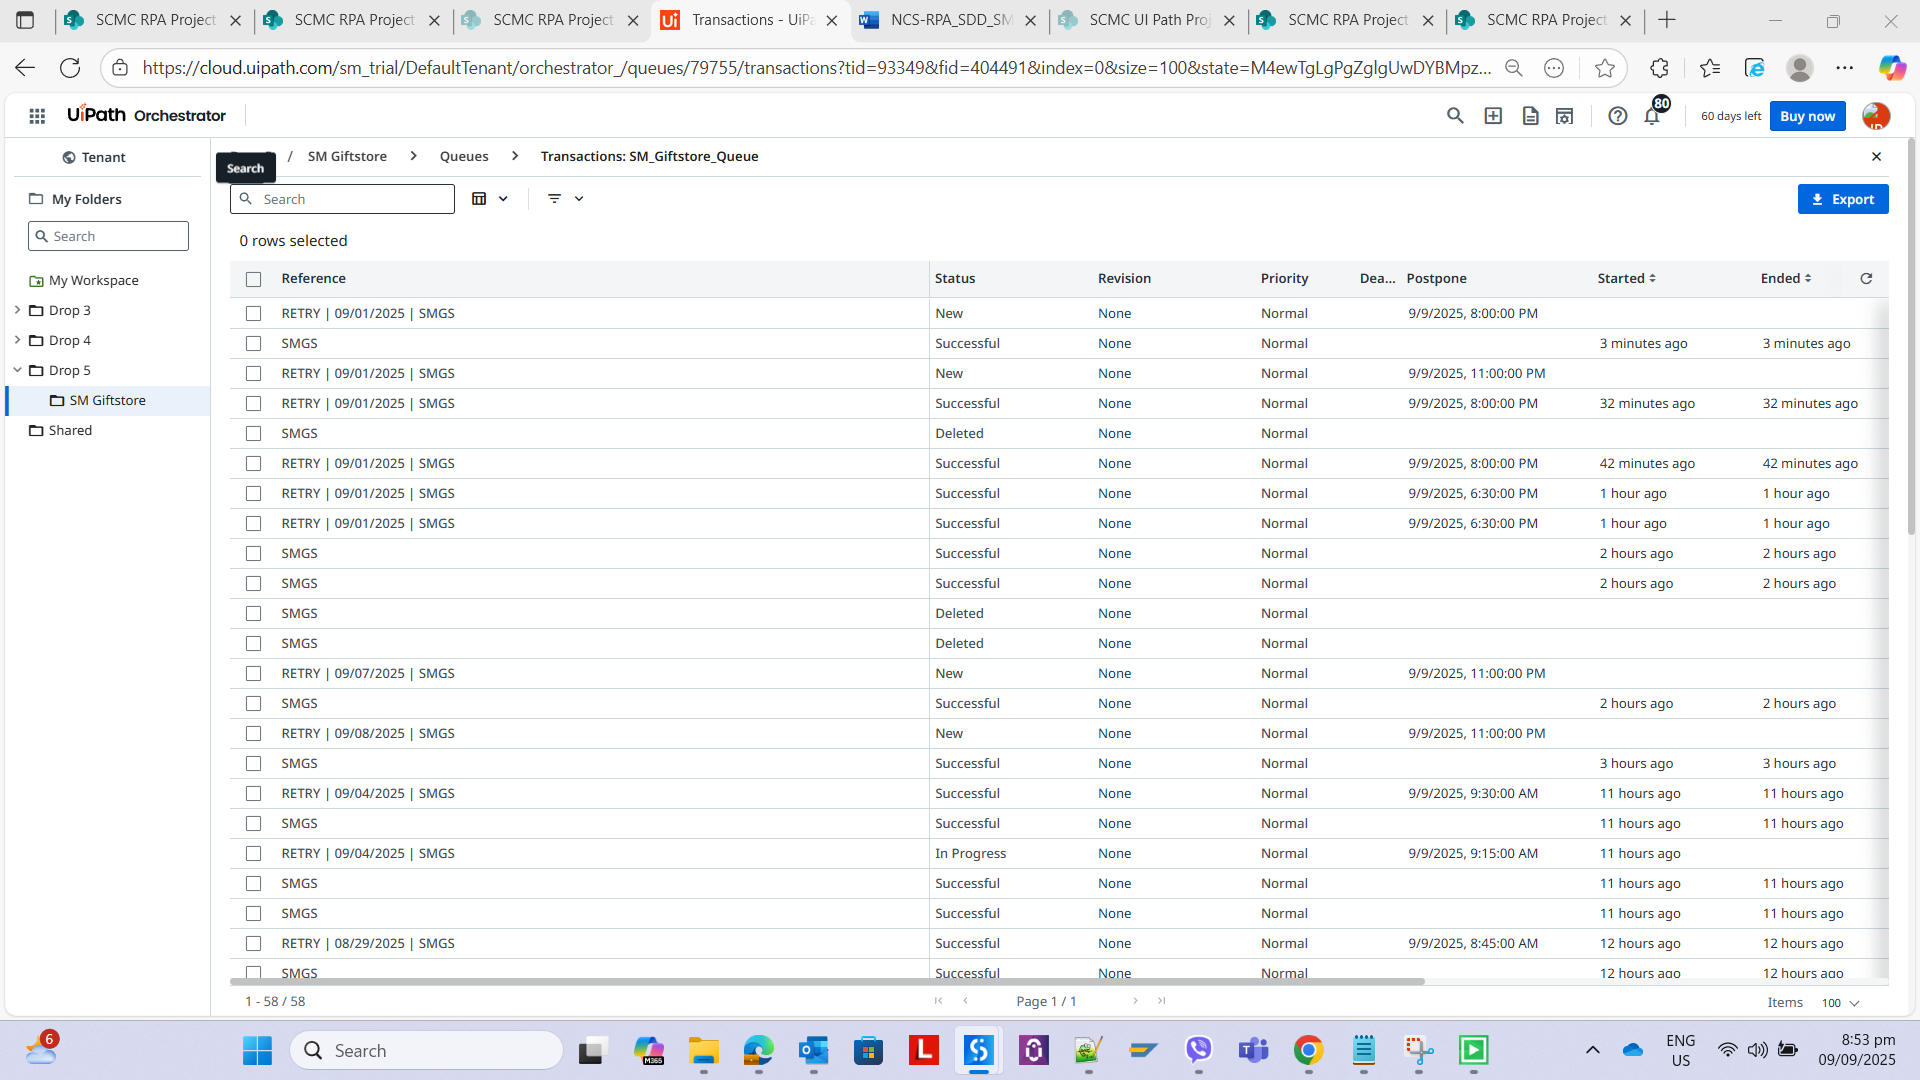 SCMC RPA Project
SCMC RPA Project
SCMC RPA Project
Transactions - UiPa
NCS-RPA_SDD_SM
SCMC UI Path Proj
SCMC RPA Project
SCMC RPA Project
https://cloud.uipath.com/sm_trial/DefaultTenant/orchestrator_/queues/79755/transactions?tid=93349&fid=404491&index=0&size=100&state=M4ewTgLgPgZglgUwDYBMpz...
UiPath Orchestrator
80
60 days left
Buy now
Tenant
Search
/ SM Giftstore > Queues > Transactions: SM_Giftstore_Queue
My Folders
Search
Export
Search
0 rows selected
My Workspace
Drop 3
Drop 4
Drop 5
SM Giftstore
Shared
Reference Status Revision Priority Dea... Postpone Started Ended
RETRY | 09/01/2025 | SMGS New None Normal 9/9/2025, 8:00:00 PM
SMGS Successful None Normal 3 minutes ago 3 minutes ago
RETRY | 09/01/2025 | SMGS New None Normal 9/9/2025, 11:00:00 PM
RETRY | 09/01/2025 | SMGS Successful None Normal 9/9/2025, 8:00:00 PM 32 minutes ago 32 minutes ago
SMGS Deleted None Normal
RETRY | 09/01/2025 | SMGS Successful None Normal 9/9/2025, 8:00:00 PM 42 minutes ago 42 minutes ago
RETRY | 09/01/2025 | SMGS Successful None Normal 9/9/2025, 6:30:00 PM 1 hour ago 1 hour ago
RETRY | 09/01/2025 | SMGS Successful None Normal 9/9/2025, 6:30:00 PM 1 hour ago 1 hour ago
SMGS Successful None Normal 2 hours ago 2 hours ago
SMGS Successful None Normal 2 hours ago 2 hours ago
SMGS Deleted None Normal
SMGS Deleted None Normal
RETRY | 09/07/2025 | SMGS New None Normal 9/9/2025, 11:00:00 PM
SMGS Successful None Normal 2 hours ago 2 hours ago
RETRY | 09/08/2025 | SMGS New None Normal 9/9/2025, 11:00:00 PM
SMGS Successful None Normal 3 hours ago 3 hours ago
RETRY | 09/04/2025 | SMGS Successful None Normal 9/9/2025, 9:30:00 AM 11 hours ago 11 hours ago
SMGS Successful None Normal 11 hours ago 11 hours ago
RETRY | 09/04/2025 | SMGS In Progress None Normal 9/9/2025, 9:15:00 AM 11 hours ago
SMGS Successful None Normal 11 hours ago 11 hours ago
SMGS Successful None Normal 11 hours ago 11 hours ago
RETRY | 08/29/2025 | SMGS Successful None Normal 9/9/2025, 8:45:00 AM 12 hours ago 12 hours ago
SMGS Successful None Normal 12 hours ago 12 hours ago
1 - 58 / 58
Page 1 / 1
Items 100
6
Search
M365
ENG
US
8:53 pm
09/09/2025